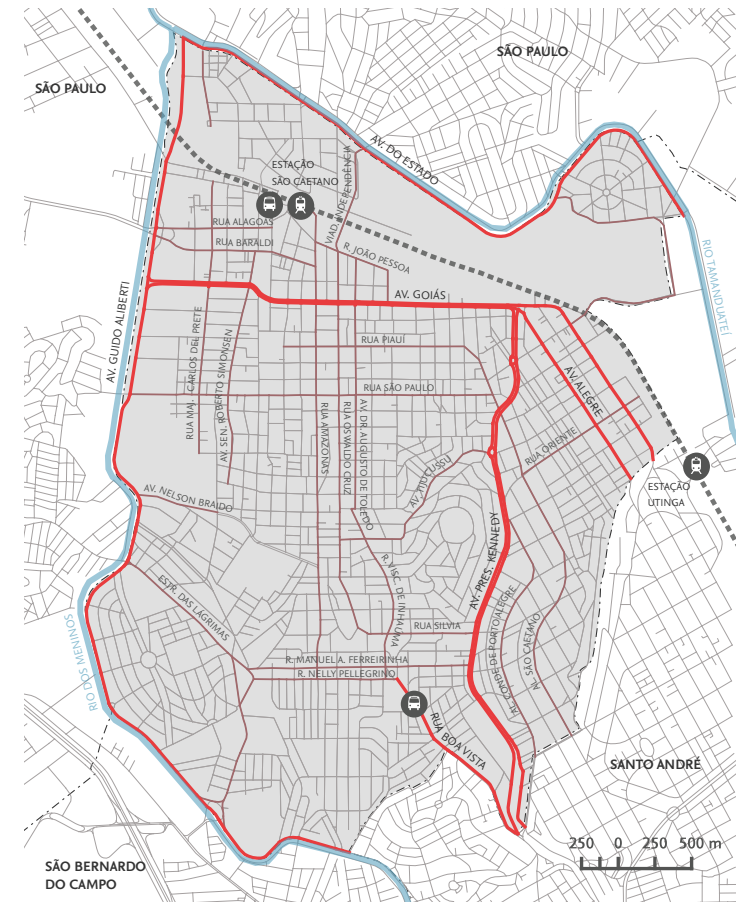 SÃO PAULO
SÃO PAULO
AV. DO ESTADO
ESTAÇÃO
SÃO CAETANO
VIAD. INDEPENDÊNCIA
RUA ALAGOAS
RUA BARALDI
R. JOÃO PESSOA
RIO TAMANDUATEÍ
AV. GUIDO ALIBERTI
AV. GOIÁS
RUA MAJ. CARLOS DEL PRETE
AV. SEN. ROBERTO SIMONSEN
RUA PIAUÍ
RUA SÃO PAULO
AV. ALEGRE
RUA AMAZONAS
RUA OSWALDO CRUZ
AV. DR. AUGUSTO DE TOLEDO
RUA ORIENTE
AV. TIJUCUSSU
ESTAÇÃO
UTINGA
AV. NELSON BRAIDO
AV. PRES. KENNEDY
R. VISC. DE INHAUMA
ESTR. DAS LÁGRIMAS
RUA SILVIA
AL. CONDE DE PORTO ALEGRE
AL. SÃO CAETANO
RIO DOS MENINOS
R. MANUEL A. FERREIRINHA
R. NELLY PELLEGRINO
RUA BOA VISTA
SANTO ANDRÉ
250 0 250 500 m
SÃO BERNARDO
DO CAMPO